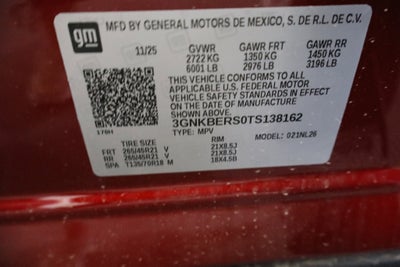 gm
MFD BY GENERAL MOTORS DE MEXICO, S. DE R.L. DE C.V.
11/25 GVWR GAWR FRT GAWR RR
2722 KG 1350 KG 1450 KG
6001 LB 2976 LB 3196 LB
THIS VEHICLE CONFORMS TO ALL
APPLICABLE U.S. FEDERAL MOTOR
VEHICLE SAFETY STANDARDS IN EFFECT ON
THE DATE OF MANUFACTURE SHOWN ABOVE.
3GNKBERS0TS138162
TYPE: MPV MODEL: 021NL26
TIRE SIZE RIM
FRT 265/45R21 V 21X8.5J
RR 265/45R21 V 21X8.5J
SPA T135/70R18 M 18X4.5B